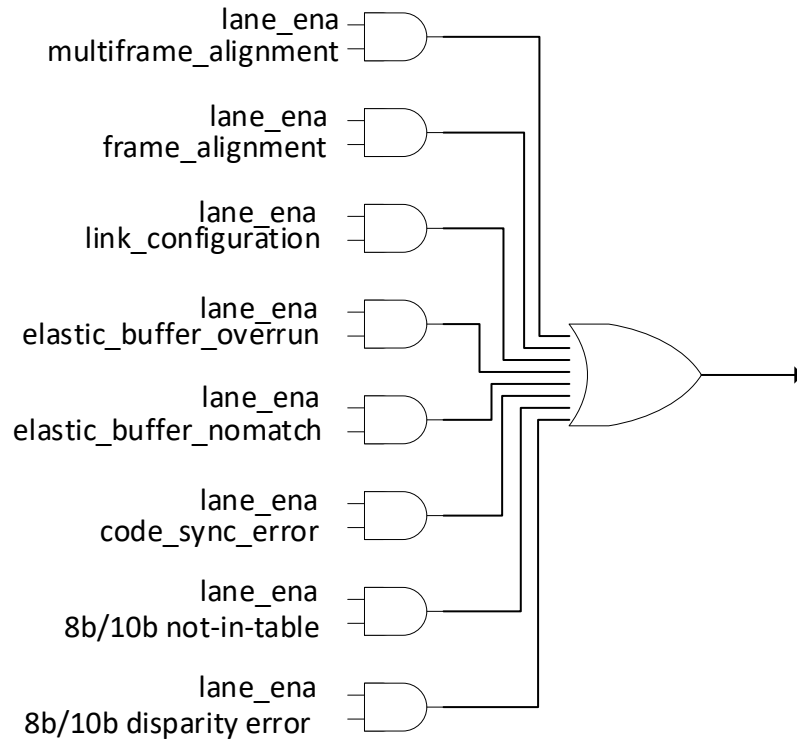 lane_ena
multiframe_alignment
lane_ena
frame_alignment
lane_ena
link_configuration
lane_ena
elastic_buffer_overrun
lane_ena
elastic_buffer_nomatch
lane_ena
code_sync_error
lane_ena
8b/10b not-in-table
lane_ena
8b/10b disparity error